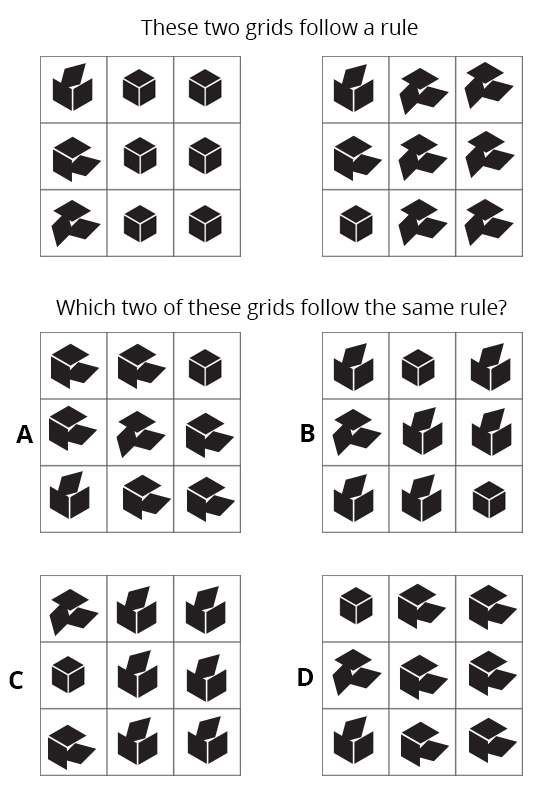 These two grids follow a rule
Which two of these grids follow the same rule?
A
B
C
D